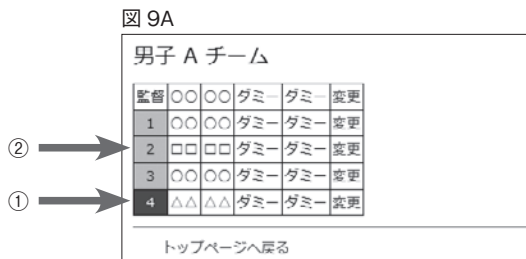 図 9A
男子 A チーム
監督 ○○ ○○ ダミー ダミー 変更
1 ○○ ○○ ダミー ダミー 変更
② 2 □□ □□ ダミー ダミー 変更
3 ○○ ○○ ダミー ダミー 変更
① 4 △△ △△ ダミー ダミー 変更
トップページへ戻る